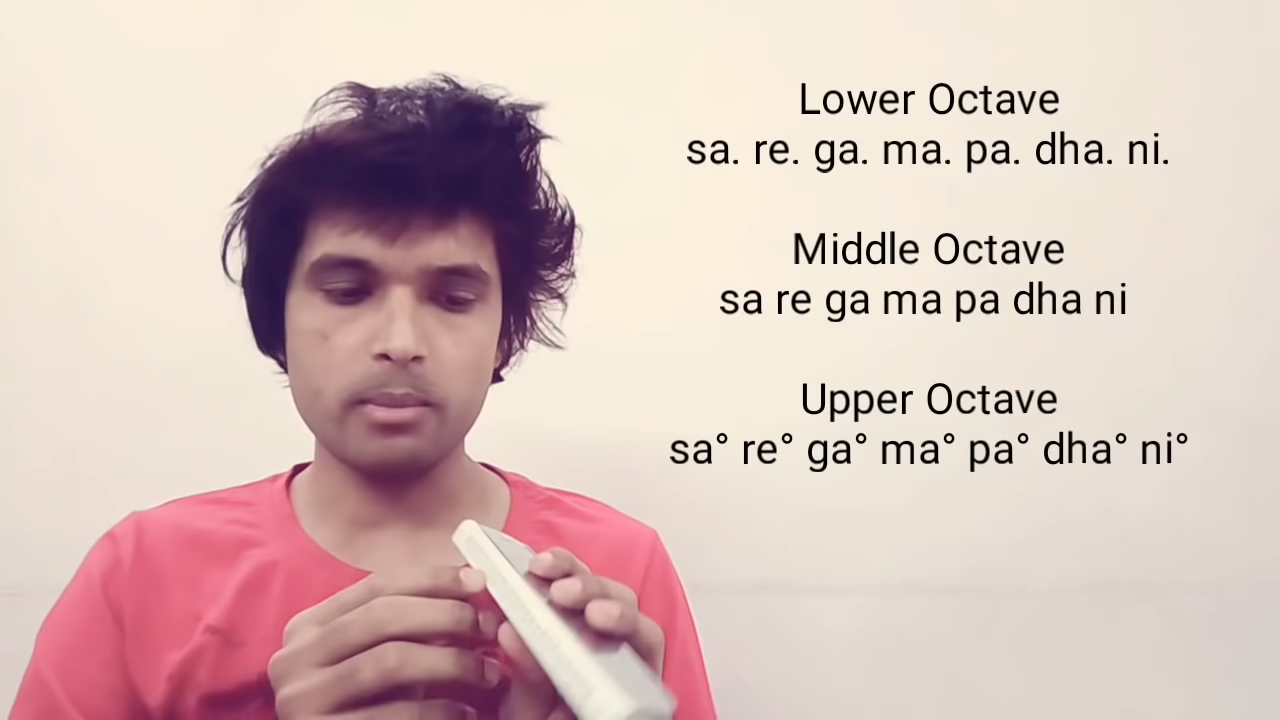 Lower Octave
sa. re. ga. ma. pa. dha. ni.
Middle Octave
sa re ga ma pa dha ni
Upper Octave
sa° re° ga° ma° pa° dha° ni°